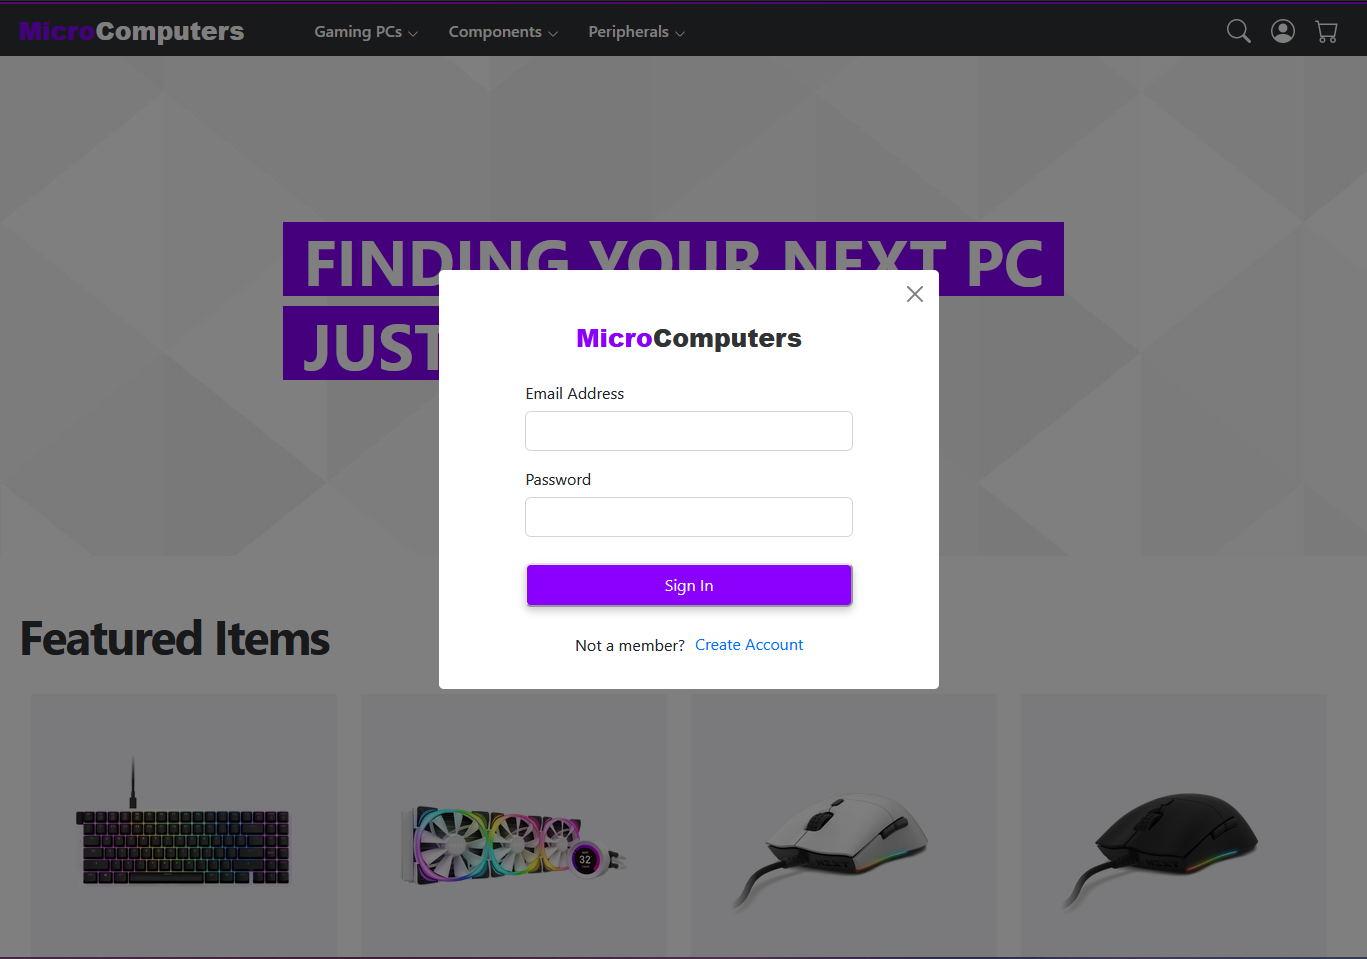 MicroComputers
Gaming PCs
Components
Peripherals
FINDING YOUR NEXT PC
JUST
MicroComputers
Email Address
Password
Sign In
Not a member? Create Account
Featured Items
32
NZXT